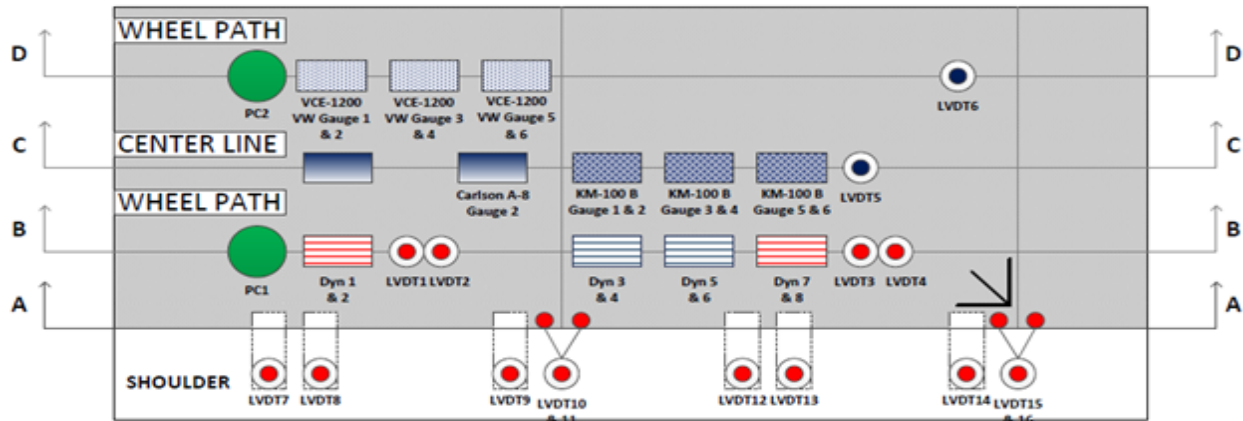 WHEEL PATH
D
D
PC2
VCE-1200
VW Gauge 1
& 2
VCE-1200
VW Gauge 3
& 4
VCE-1200
VW Gauge 5
& 6
LVDT6
C
CENTER LINE
C
Carlson A-8
Gauge 2
KM-100 B
Gauge 1 & 2
KM-100 B
Gauge 3 & 4
KM-100 B
Gauge 5 & 6
LVDT5
WHEEL PATH
B
B
PC1
Dyn 1
& 2
LVDT1
LVDT2
Dyn 3
& 4
Dyn 5
& 6
Dyn 7
& 8
LVDT3
LVDT4
A
A
SHOULDER
LVDT7
LVDT8
LVDT9
LVDT10
& 11
LVDT12
LVDT13
LVDT14
LVDT15
& 16